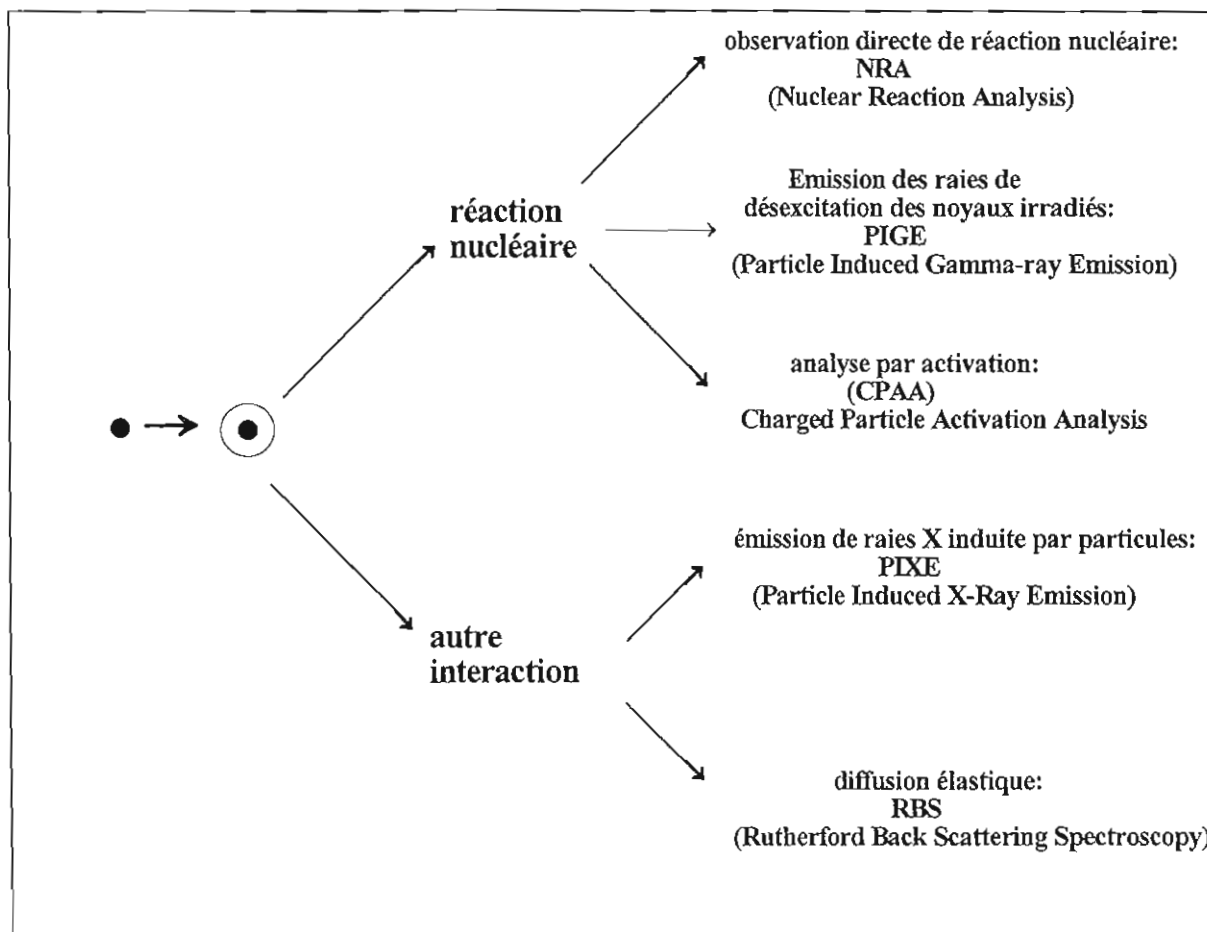 observation directe de réaction nucléaire:
NRA
(Nuclear Reaction Analysis)
Emission des raies de
désexcitation des noyaux irradiés:
PIGE
(Particle Induced Gamma-ray Emission)
réaction
nucléaire
analyse par activation:
(CPAA)
Charged Particle Activation Analysis
émission de raies X induite par particules:
PIXE
(Particle Induced X-Ray Emission)
autre
interaction
diffusion élastique:
RBS
(Rutherford Back Scattering Spectroscopy)